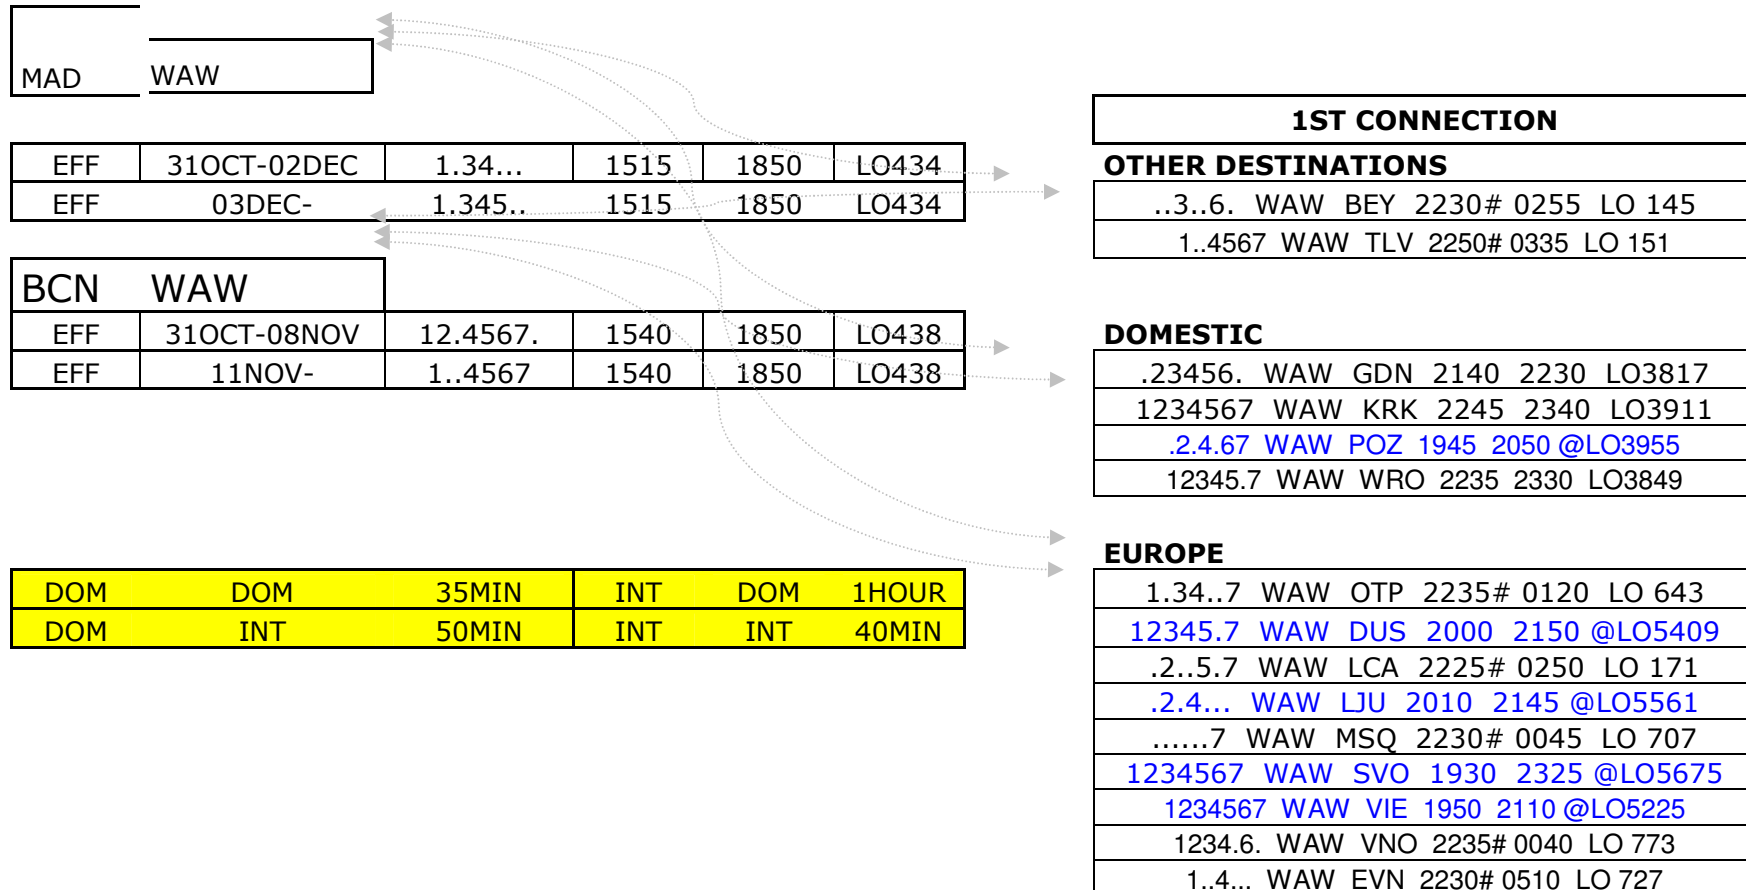 MAD WAW
EFF 31OCT-02DEC 1.34... 1515 1850 LO434
EFF 03DEC- 1.345.. 1515 1850 LO434
BCN WAW
EFF 31OCT-08NOV 12.4567. 1540 1850 LO438
EFF 11NOV- 1..4567 1540 1850 LO438
DOM DOM 35MIN INT DOM 1HOUR
DOM INT 50MIN INT INT 40MIN
1ST CONNECTION
OTHER DESTINATIONS
..3..6. WAW BEY 2230# 0255 LO 145
1..4567 WAW TLV 2250# 0335 LO 151
DOMESTIC
.23456. WAW GDN 2140 2230 LO3817
1234567 WAW KRK 2245 2340 LO3911
.2.4.67 WAW POZ 1945 2050 @LO3955
12345.7 WAW WRO 2235 2330 LO3849
EUROPE
1.34..7 WAW OTP 2235# 0120 LO 643
12345.7 WAW DUS 2000 2150 @LO5409
.2..5.7 WAW LCA 2225# 0250 LO 171
.2.4... WAW LJU 2010 2145 @LO5561
......7 WAW MSQ 2230# 0045 LO 707
1234567 WAW SVO 1930 2325 @LO5675
1234567 WAW VIE 1950 2110 @LO5225
1234.6. WAW VNO 2235# 0040 LO 773
1..4... WAW EVN 2230# 0510 LO 727